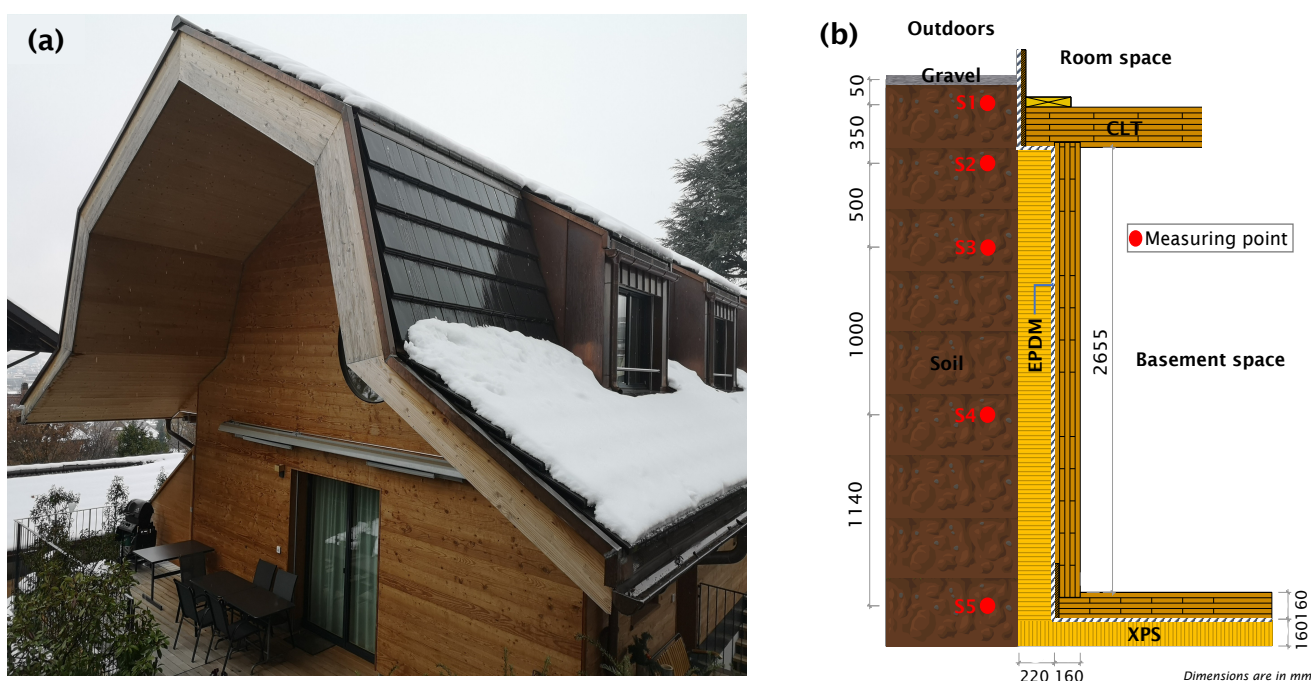 (a)
(b)
Outdoors
Room space
Gravel
S1
CLT
S2
S3
Measuring point
EPDM
Soil
Basement space
S4
S5
XPS
50
350
500
1000
1140
2655
160
160
220 160
Dimensions are in mm